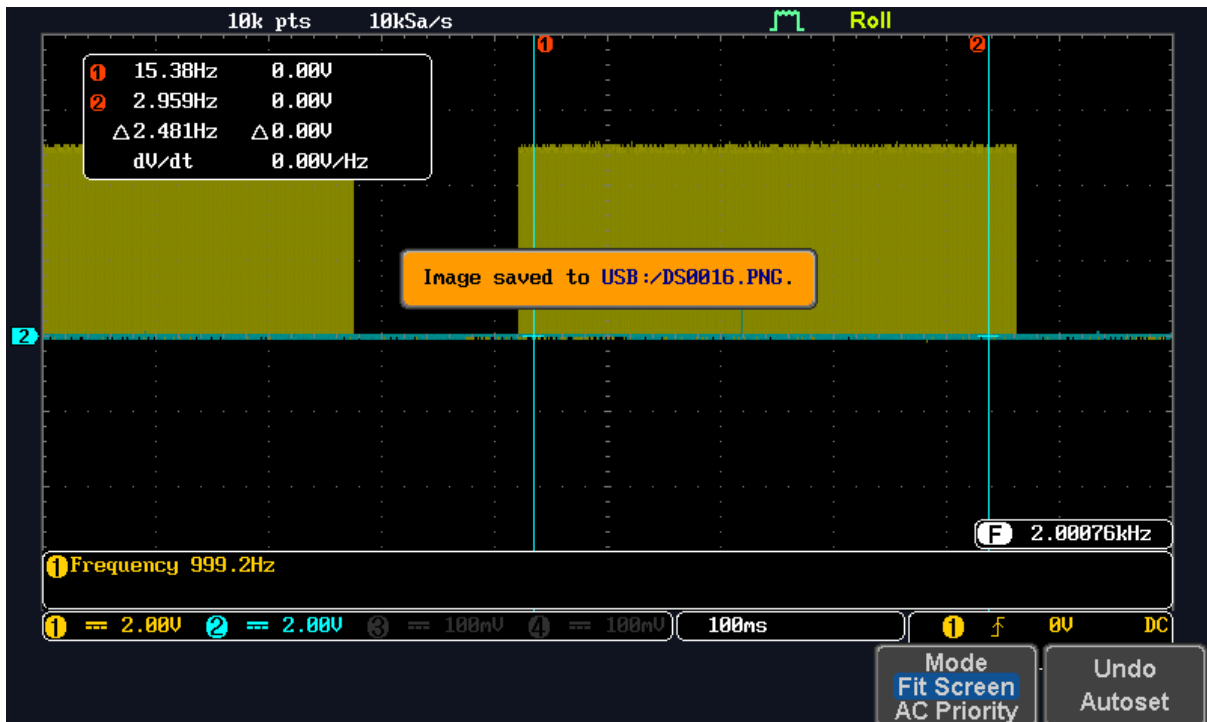 10k pts 10kSa/s Roll
1 2
1 15.38Hz 0.00V
2 2.959Hz 0.00V
△2.481Hz △0.00V
dV/dt 0.00V/Hz
Image saved to USB:/DS0016.PNG.
2
F 2.00076kHz
1 Frequency 999.2Hz
1 2.00V 2 2.00V 3 100mV 4 100mV 100ms 1 0V DC
Mode
Fit Screen
AC Priority
Undo
Autoset